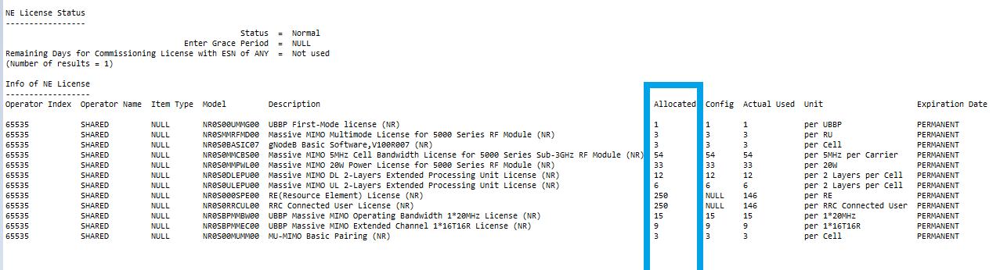 NE License Status
-----------------
Status  =  Normal
Enter Grace Period  =  NULL
Remaining Days for Commissioning License with ESN of ANY  =  Not used
(Number of results = 1)
Info of NE License
------------------
Operator Index  Operator Name  Item Type  Model  Description  Allocated  Config  Actual Used  Unit  Expiration Date
65535  SHARED  NULL  NR0S00UMMG00  UBBP First-Mode license (NR)  1  1  1  per UBBP  PERMANENT
65535  SHARED  NULL  NR0SMMRFMD00  Massive MIMO Multimode License for 5000 Series RF Module (NR)  3  3  3  per RU  PERMANENT
65535  SHARED  NULL  NR0S0BASIC07  gNodeB Basic Software,V100R007 (NR)  3  3  3  per Cell  PERMANENT
65535  SHARED  NULL  NR0SMMCBS00  Massive MIMO 5MHz Cell Bandwidth License for 5000 Series Sub-3GHz RF Module (NR)  54  54  54  per 5MHz per Carrier  PERMANENT
65535  SHARED  NULL  NR0SMMPWL00  Massive MIMO 20W Power License for 5000 Series RF Module (NR)  33  33  33  per 20W  PERMANENT
65535  SHARED  NULL  NR0S0DLEPU00  Massive MIMO DL 2-Layers Extended Processing Unit License (NR)  12  12  12  per 2 Layers per Cell  PERMANENT
65535  SHARED  NULL  NR0S0ULEPU00  Massive MIMO UL 2-Layers Extended Processing Unit License (NR)  6  6  6  per 2 Layers per Cell  PERMANENT
65535  SHARED  NULL  NR0S000SPE00  RE(Resource Element) License (NR)  250  NULL  146  per RE  PERMANENT
65535  SHARED  NULL  NR0S0RRCUL00  RRC Connected User License (NR)  250  NULL  146  per RRC Connected User  PERMANENT
65535  SHARED  NULL  NR0SBPMMBW00  UBBP Massive MIMO Operating Bandwidth 1*20MHz License (NR)  15  15  15  per 1*20MHz  PERMANENT
65535  SHARED  NULL  NR0SBPMMEC00  UBBP Massive MIMO Extended Channel 1*16T16R License (NR)  9  9  9  per 1*16T16R  PERMANENT
65535  SHARED  NULL  NR0S00MUMM00  MU-MIMO Basic Pairing (NR)  3  3  3  per Cell  PERMANENT